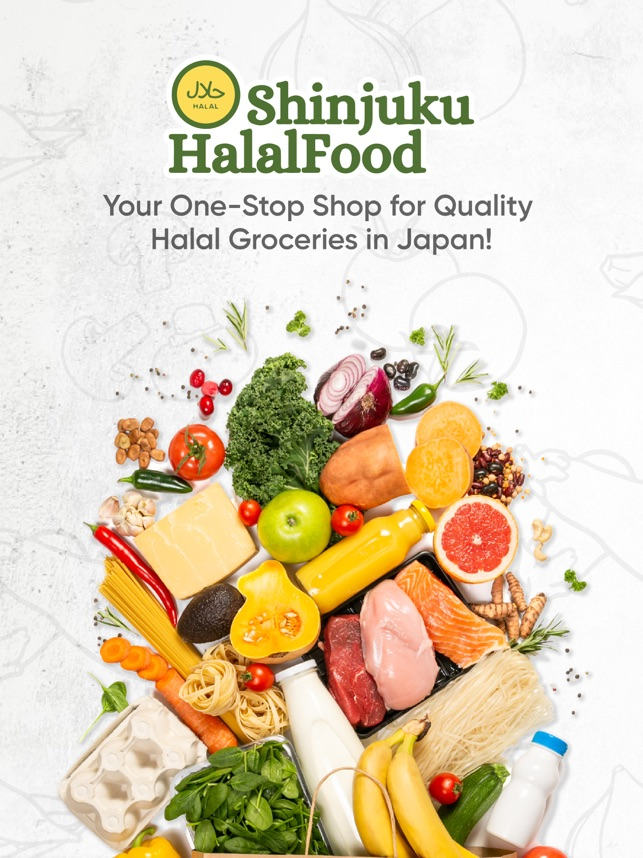 حلال
HALAL
Shinjuku
HalalFood
Your One-Stop Shop for Quality
Halal Groceries in Japan!